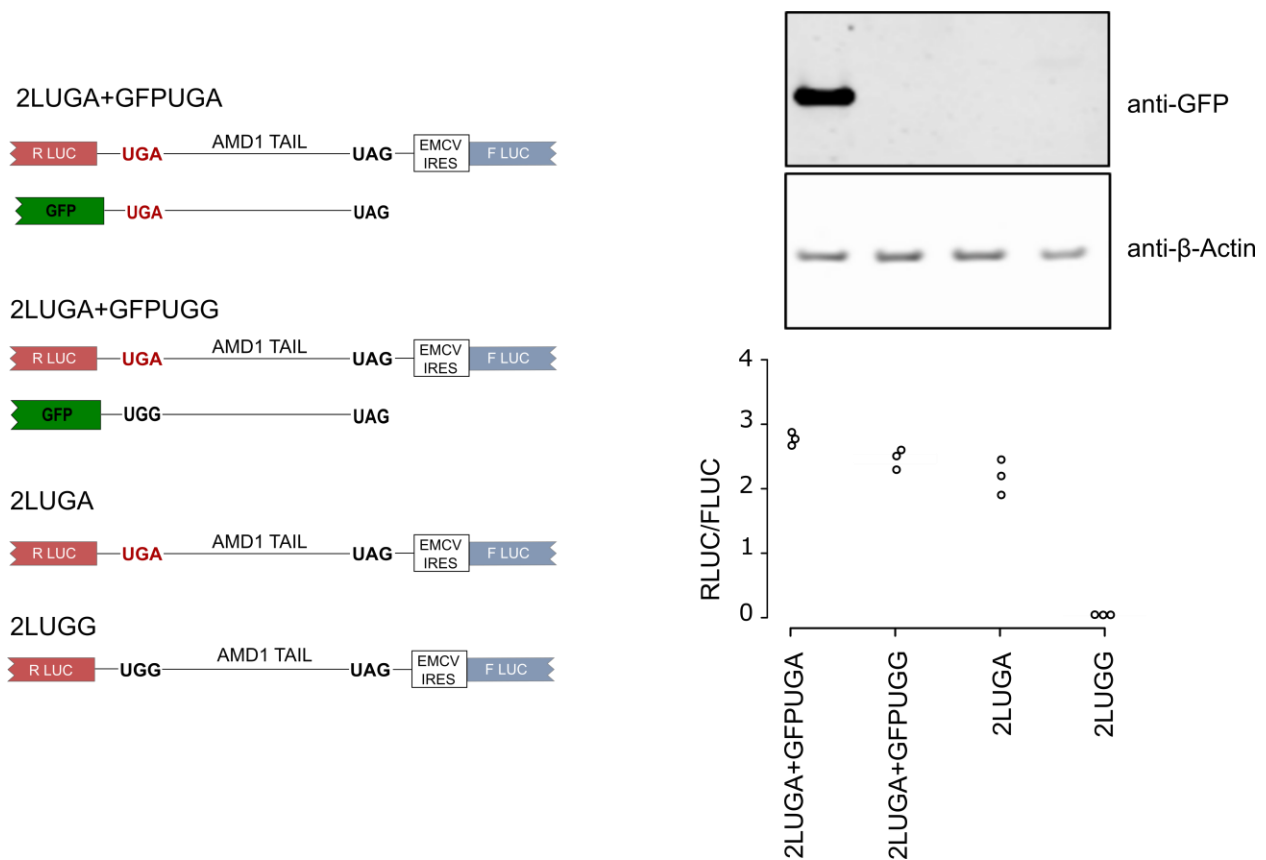 2LUGA+GFPUGA
R LUC UGA AMD1 TAIL UAG EMCV IRES F LUC
GFP UGA UAG
2LUGA+GFPUGG
R LUC UGA AMD1 TAIL UAG EMCV IRES F LUC
GFP UGG UAG
2LUGA
R LUC UGA AMD1 TAIL UAG EMCV IRES F LUC
2LUGG
R LUC UGG AMD1 TAIL UAG EMCV IRES F LUC
anti-GFP
anti-β-Actin
RLUC/FLUC
4
3
2
1
0
2LUGA+GFPUGA
2LUGA+GFPUGG
2LUGA
2LUGG